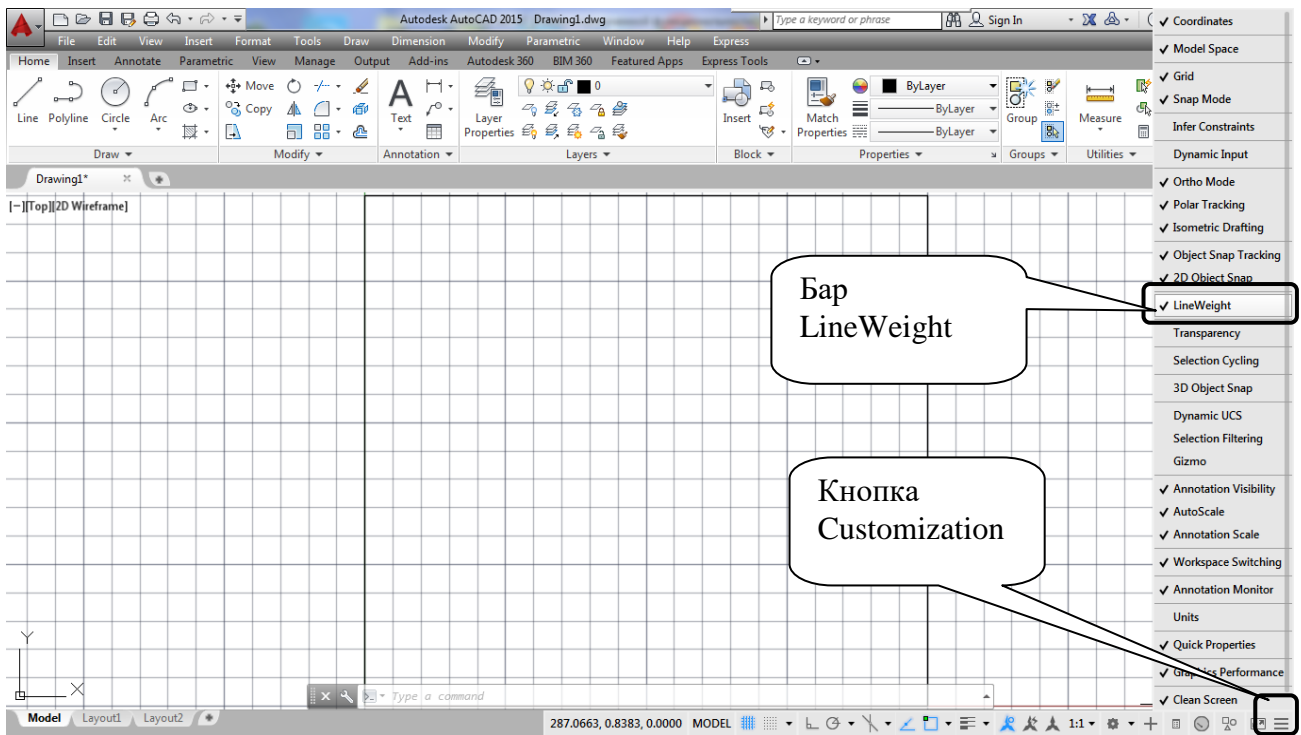 Autodesk AutoCAD 2015 Drawing1.dwg
Type a keyword or phrase
Sign In
File Edit View Insert Format Tools Draw Dimension Modify Parametric Window Help Express
Home Insert Annotate Parametric View Manage Output Add-ins Autodesk 360 BIM 360 Featured Apps Express Tools
Line Polyline Circle Arc
Move
Copy
Text
Layer
Properties
0
Insert
Match
Properties
ByLayer
ByLayer
ByLayer
Group
Measure
Draw Modify Annotation Layers Block Properties Groups Utilities
Drawing1*
[−][Top][2D Wireframe]
Бар
LineWeight
Кнопка
Customization
Coordinates
Model Space
Grid
Snap Mode
Infer Constraints
Dynamic Input
Ortho Mode
Polar Tracking
Isometric Drafting
Object Snap Tracking
2D Object Snap
LineWeight
Transparency
Selection Cycling
3D Object Snap
Dynamic UCS
Selection Filtering
Gizmo
Annotation Visibility
AutoScale
Annotation Scale
Workspace Switching
Annotation Monitor
Units
Quick Properties
Graphics Performance
Clean Screen
Y
X
Type a command
Model Layout1 Layout2
287.0663, 0.8383, 0.0000 MODEL 1:1